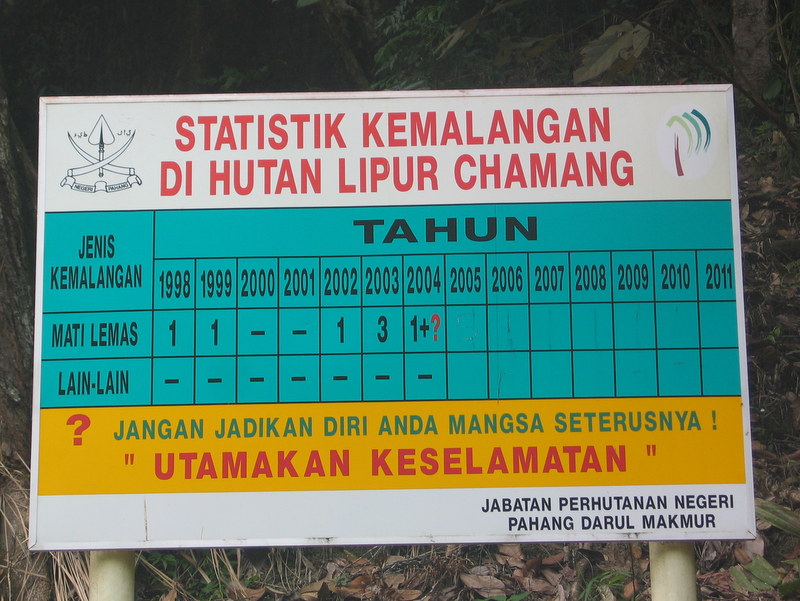 STATISTIK KEMALANGAN
DI HUTAN LIPUR CHAMANG
NEGERI PAHANG
JENIS KEMALANGAN
TAHUN
1998 1999 2000 2001 2002 2003 2004 2005 2006 2007 2008 2009 2010 2011
MATI LEMAS 1 1 – – 1 3 1+?
LAIN-LAIN – – – – – – –
? JANGAN JADIKAN DIRI ANDA MANGSA SETERUSNYA !
" UTAMAKAN KESELAMATAN "
JABATAN PERHUTANAN NEGERI
PAHANG DARUL MAKMUR